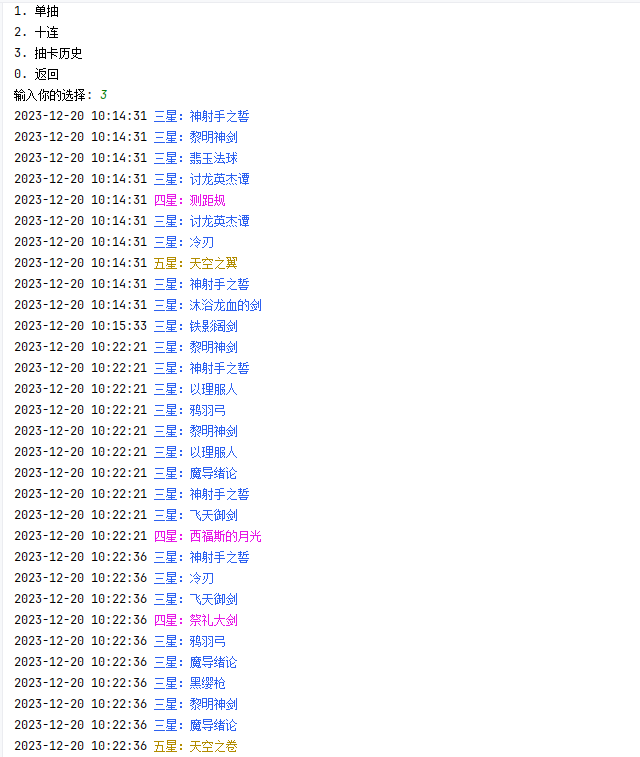 1. 单抽
2. 十连
3. 抽卡历史
0. 返回
输入你的选择: 3
2023-12-20 10:14:31 三星: 神射手之誓
2023-12-20 10:14:31 三星: 黎明神剑
2023-12-20 10:14:31 三星: 翡玉法球
2023-12-20 10:14:31 三星: 讨龙英杰谭
2023-12-20 10:14:31 四星: 测距规
2023-12-20 10:14:31 三星: 讨龙英杰谭
2023-12-20 10:14:31 三星: 冷刃
2023-12-20 10:14:31 五星: 天空之翼
2023-12-20 10:14:31 三星: 神射手之誓
2023-12-20 10:14:31 三星: 沐浴龙血的剑
2023-12-20 10:15:33 三星: 铁影阔剑
2023-12-20 10:22:21 三星: 黎明神剑
2023-12-20 10:22:21 三星: 神射手之誓
2023-12-20 10:22:21 三星: 以理服人
2023-12-20 10:22:21 三星: 鸦羽弓
2023-12-20 10:22:21 三星: 黎明神剑
2023-12-20 10:22:21 三星: 以理服人
2023-12-20 10:22:21 三星: 魔导绪论
2023-12-20 10:22:21 三星: 神射手之誓
2023-12-20 10:22:21 三星: 飞天御剑
2023-12-20 10:22:21 四星: 西福斯的月光
2023-12-20 10:22:36 三星: 神射手之誓
2023-12-20 10:22:36 三星: 冷刃
2023-12-20 10:22:36 三星: 飞天御剑
2023-12-20 10:22:36 四星: 祭礼大剑
2023-12-20 10:22:36 三星: 鸦羽弓
2023-12-20 10:22:36 三星: 魔导绪论
2023-12-20 10:22:36 三星: 黑缨枪
2023-12-20 10:22:36 三星: 黎明神剑
2023-12-20 10:22:36 三星: 魔导绪论
2023-12-20 10:22:36 五星: 天空之卷